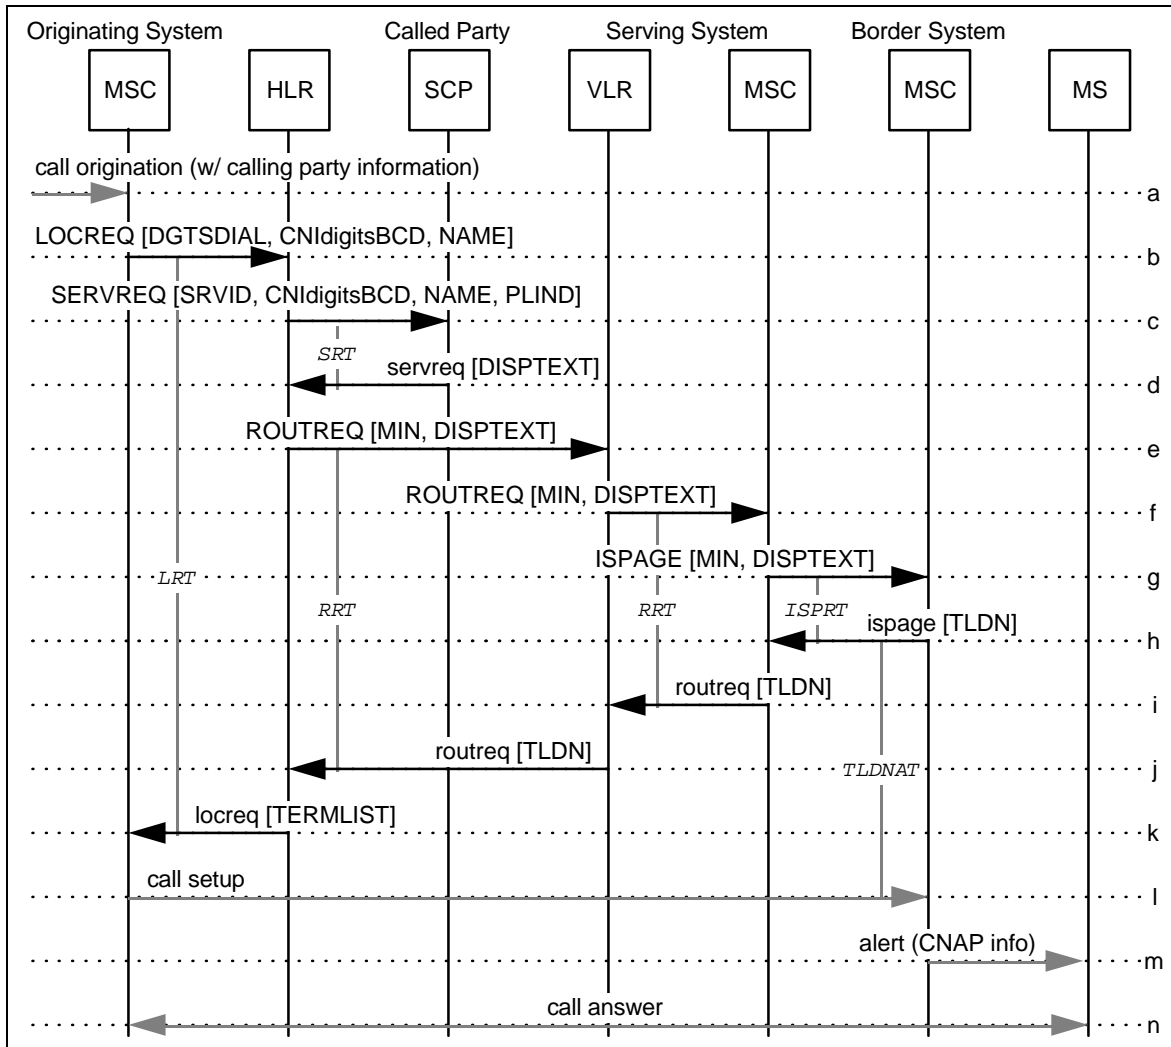 Originating System Called Party Serving System Border System
MSC HLR SCP VLR MSC MSC MS
call origination (w/ calling party information)
a
LOCREQ [DGTSDIAL, CNIdigitsBCD, NAME]
b
SERVREQ [SRVID, CNIdigitsBCD, NAME, PLIND]
c
SRT
servreq [DISPTEXT]
d
ROUTREQ [MIN, DISPTEXT]
e
ROUTREQ [MIN, DISPTEXT]
f
ISPAGE [MIN, DISPTEXT]
g
LRT
RRT RRT ISPRT
ispage [TLDN]
h
routreq [TLDN]
i
routreq [TLDN]
TLDNAT
j
locreq [TERMLIST]
k
call setup
l
alert (CNAP info)
m
call answer
n